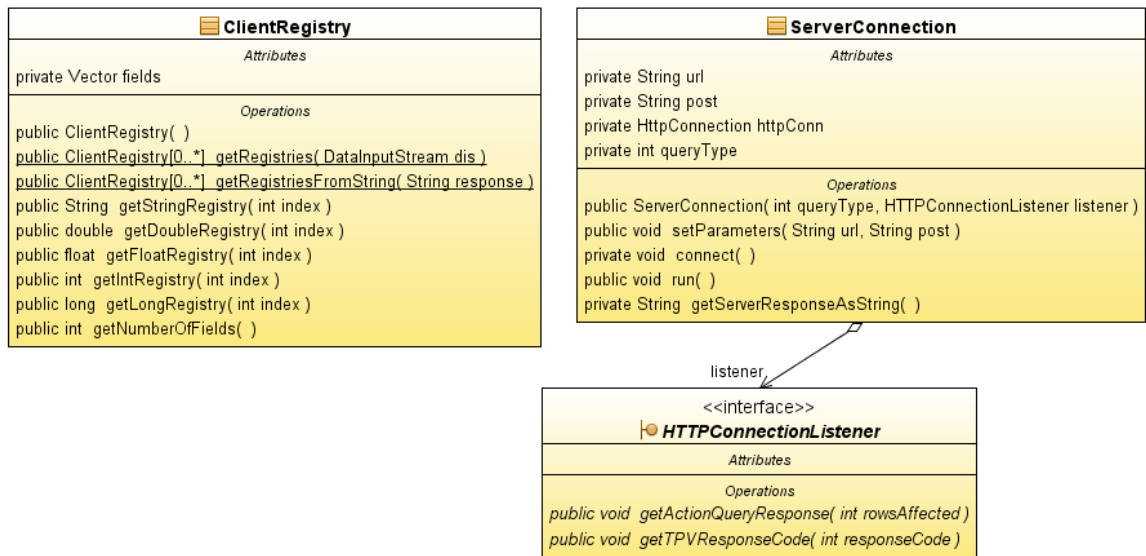 ClientRegistry
Attributes
private Vector fields
Operations
public ClientRegistry( )
public ClientRegistry[0..*] getRegistries( DataInputStream dis )
public ClientRegistry[0..*] getRegistriesFromString( String response )
public String getStringRegistry( int index )
public double getDoubleRegistry( int index )
public float getFloatRegistry( int index )
public int getIntRegistry( int index )
public long getLongRegistry( int index )
public int getNumberOfFields( )
ServerConnection
Attributes
private String url
private String post
private HttpConnection httpConn
private int queryType
Operations
public ServerConnection( int queryType, HTTPConnectionListener listener )
public void setParameters( String url, String post )
private void connect( )
public void run( )
private String getServerResponseAsString( )
listener
<<interface>>
HTTPConnectionListener
Attributes
Operations
public void getActionQueryResponse( int rowsAffected )
public void getTPVResponseCode( int responseCode )